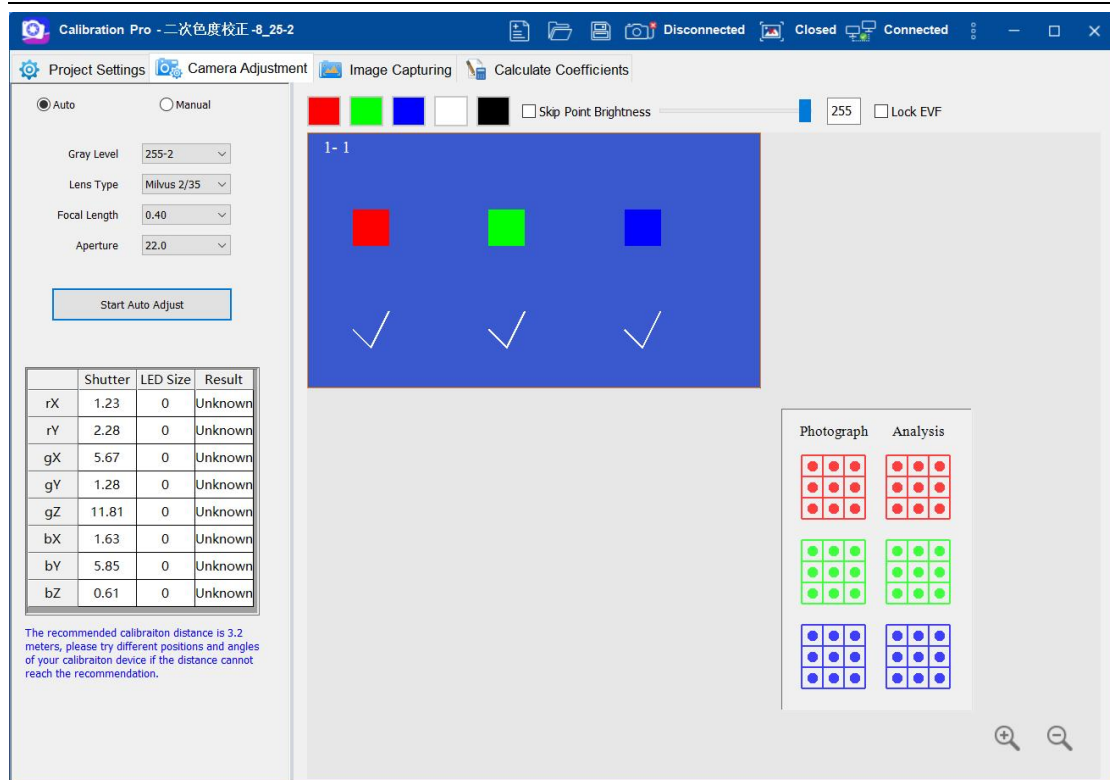 Calibration Pro - 二次色度校正-8_25-2
Disconnected
Closed
Connected
Project Settings
Camera Adjustment
Image Capturing
Calculate Coefficients
Auto
Manual
Skip Point Brightness
255
Lock EVF
Gray Level 255-2
Lens Type Milvus 2/35
Focal Length 0.40
Aperture 22.0
Start Auto Adjust
1- 1
Shutter LED Size Result
rX 1.23 0 Unknown
rY 2.28 0 Unknown
gX 5.67 0 Unknown
gY 1.28 0 Unknown
gZ 11.81 0 Unknown
bX 1.63 0 Unknown
bY 5.85 0 Unknown
bZ 0.61 0 Unknown
The recommended calibraiton distance is 3.2
meters, please try different positions and angles
of your calibraiton device if the distance cannot
reach the recommendation.
Photograph Analysis